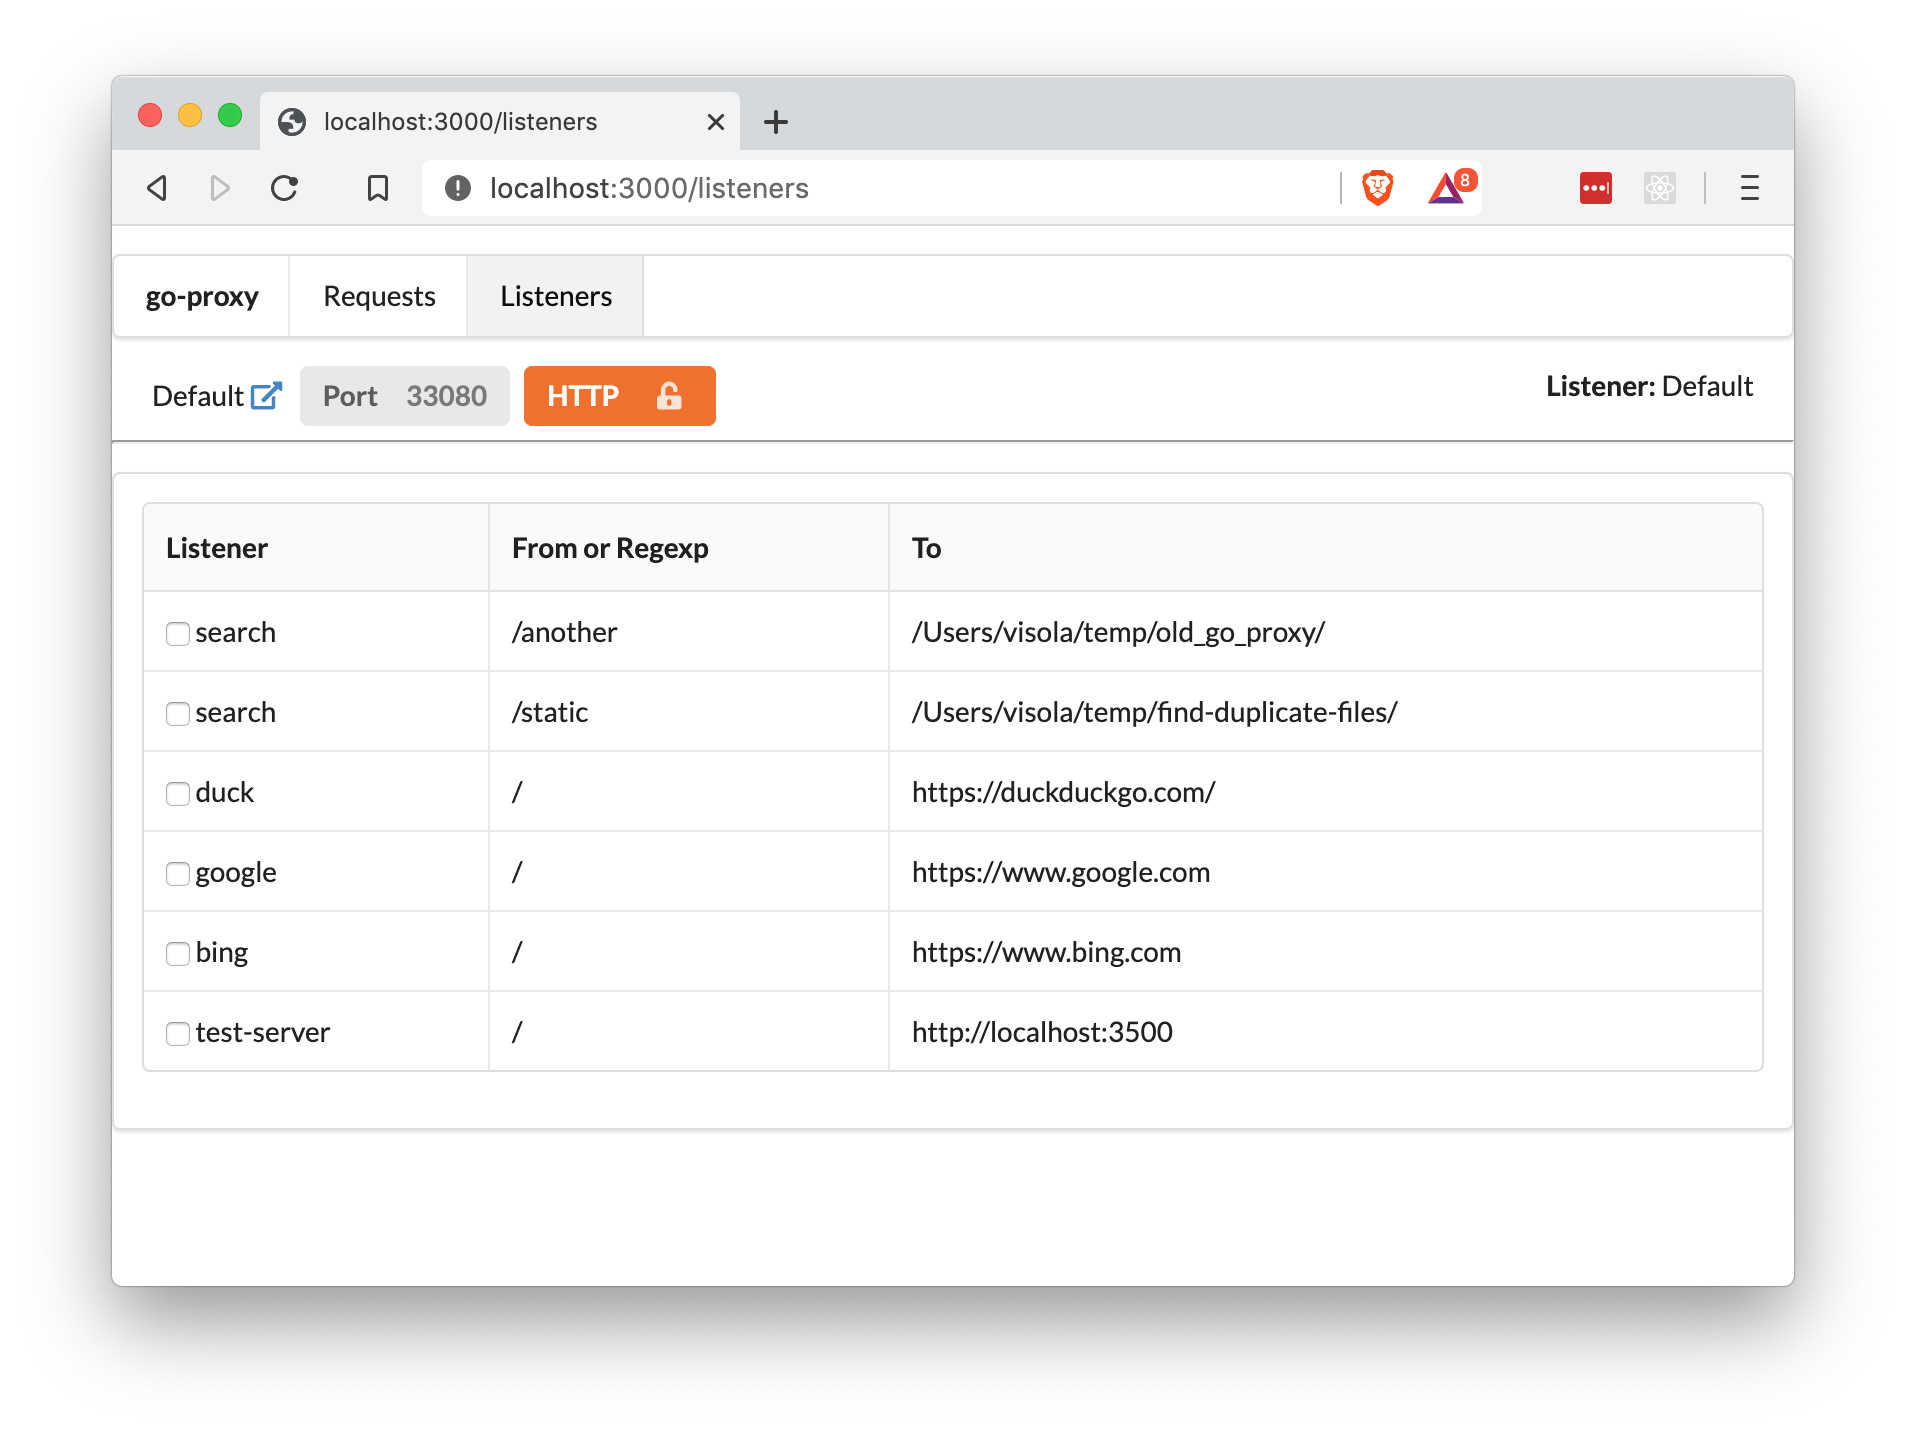 localhost:3000/listeners
localhost:3000/listeners 8
go-proxy Requests Listeners
Default Port 33080 HTTP Listener: Default
Listener From or Regexp To
search /another /Users/visola/temp/old_go_proxy/
search /static /Users/visola/temp/find-duplicate-files/
duck / https://duckduckgo.com/
google / https://www.google.com
bing / https://www.bing.com
test-server / http://localhost:3500